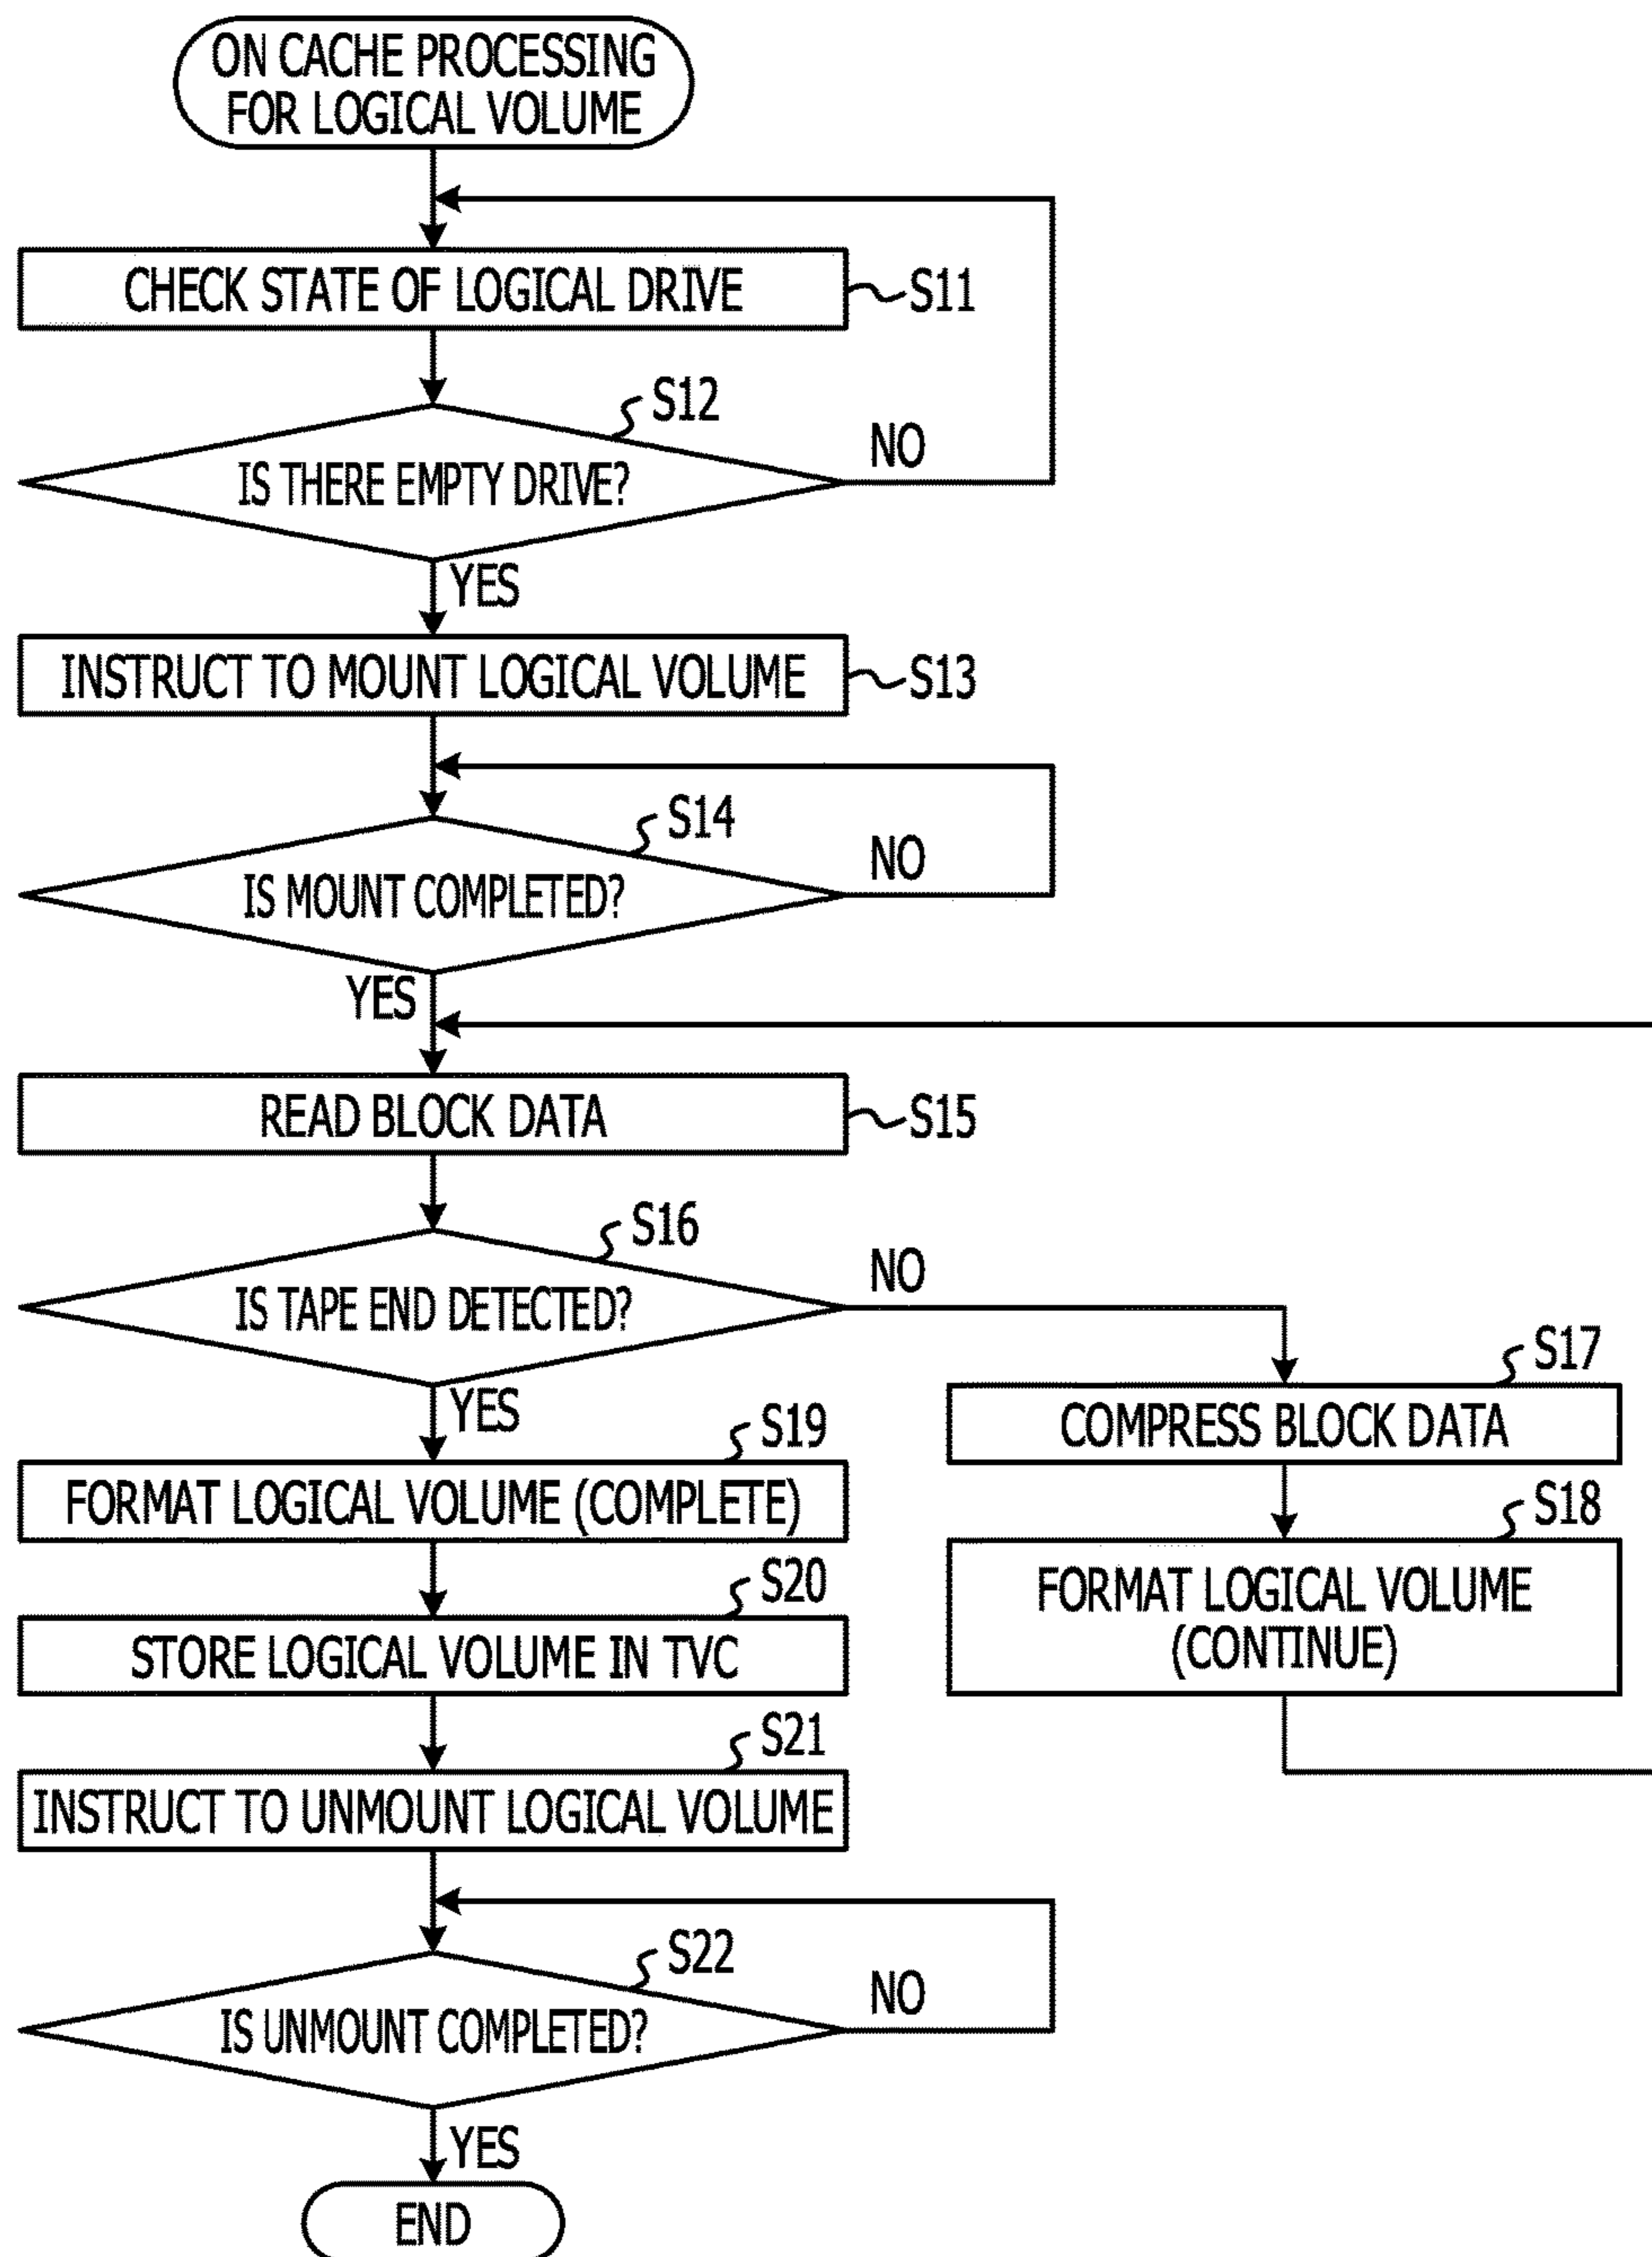 ON CACHE PROCESSING
FOR LOGICAL VOLUME
CHECK STATE OF LOGICAL DRIVE
S11
S12
IS THERE EMPTY DRIVE?
NO
YES
INSTRUCT TO MOUNT LOGICAL VOLUME
S13
S14
IS MOUNT COMPLETED?
NO
YES
READ BLOCK DATA
S15
S16
IS TAPE END DETECTED?
NO
YES
S17
COMPRESS BLOCK DATA
S18
FORMAT LOGICAL VOLUME
(CONTINUE)
S19
FORMAT LOGICAL VOLUME (COMPLETE)
S20
STORE LOGICAL VOLUME IN TVC
S21
INSTRUCT TO UNMOUNT LOGICAL VOLUME
S22
IS UNMOUNT COMPLETED?
NO
YES
END